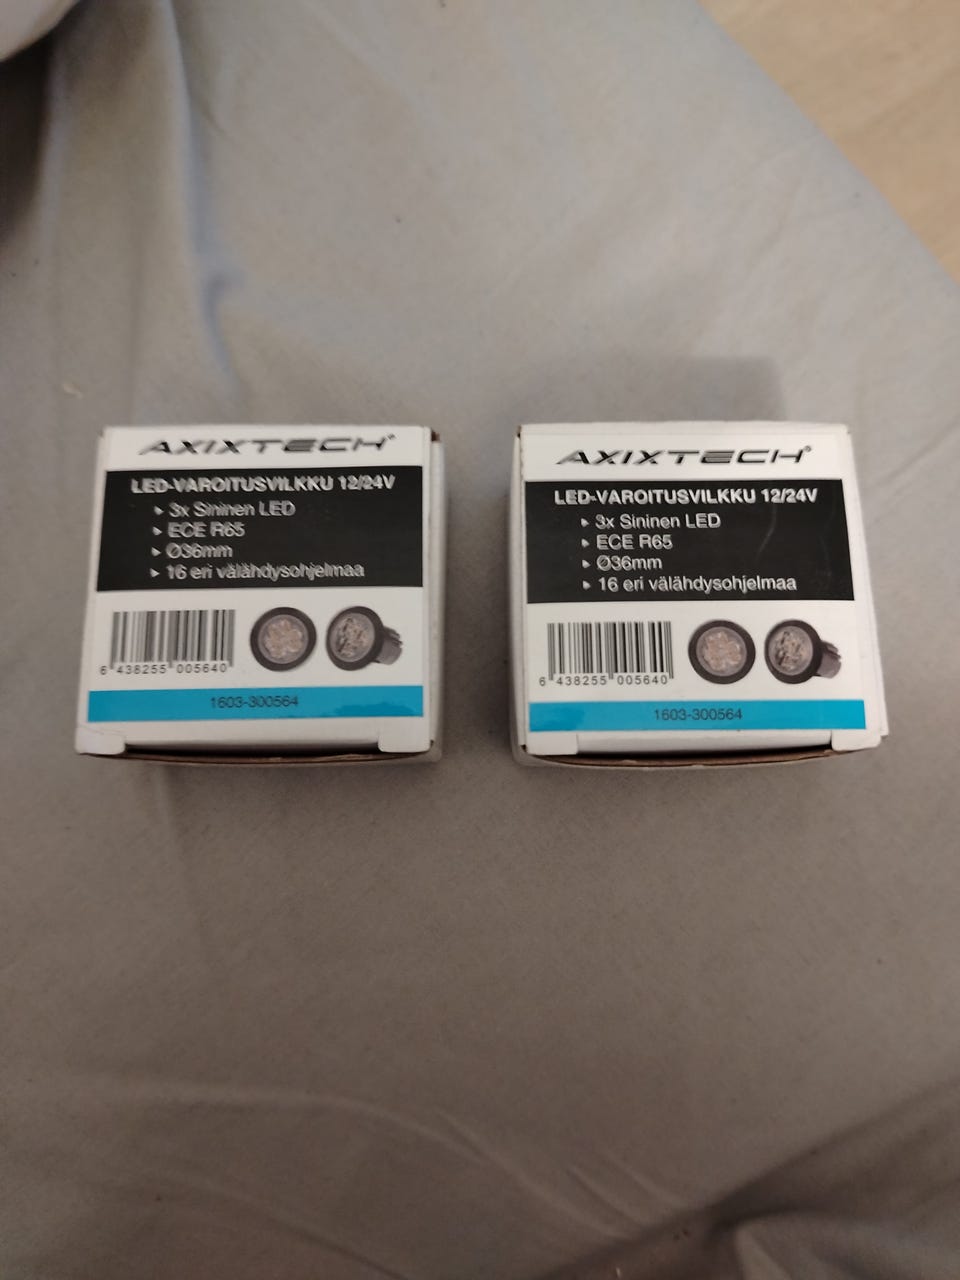 AXIXTECH®
LED-VAROITUSVILKKU 12/24V
▸ 3x Sininen LED
▸ ECE R65
▸ Ø36mm
▸ 16 eri välähdysohjelmaa
6 438255 005640
1603-300564
AXIXTECH®
LED-VAROITUSVILKKU 12/24V
▸ 3x Sininen LED
▸ ECE R65
▸ Ø36mm
▸ 16 eri välähdysohjelmaa
6 438255 005640
1603-300564